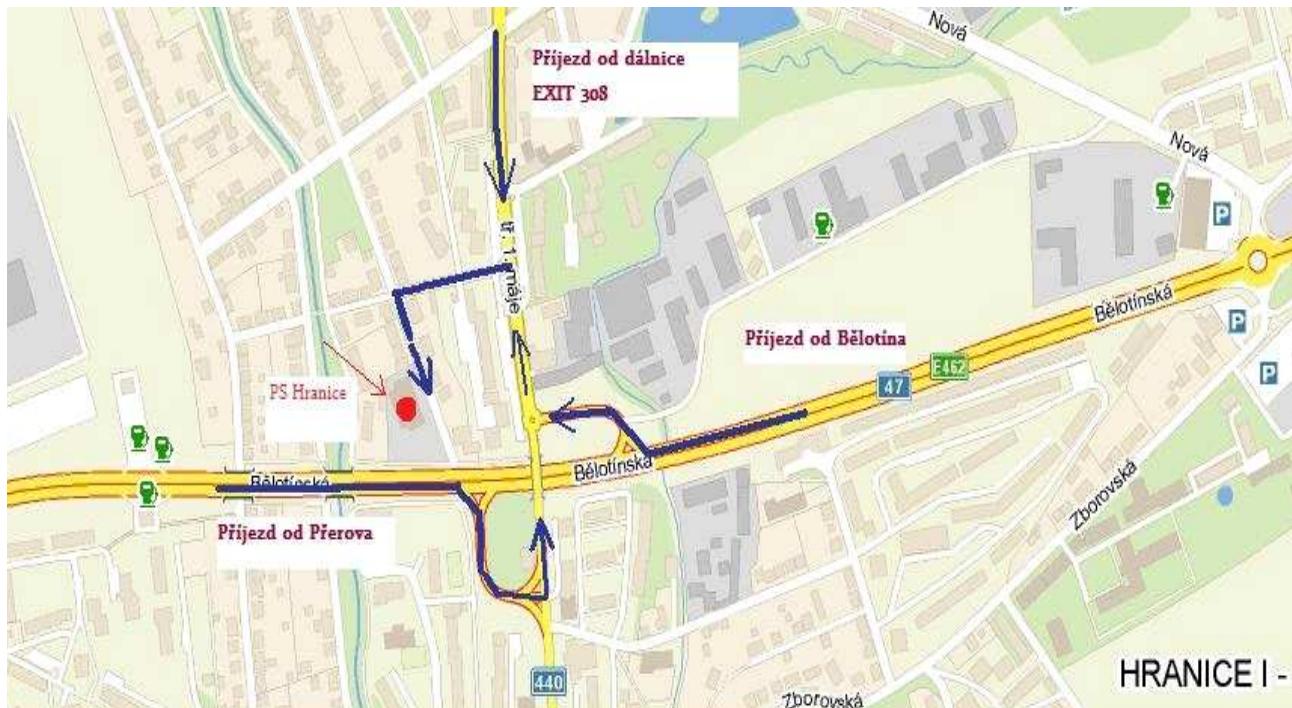 Nová
Příjezd od dálnice
EXIT 308
Nová
P
tř. 1. máje
Bělotínská
P
Příjezd od Bělotína
E462
47
P
PS Hranice
Bělotínská
Bělotínská
Zborovská
Příjezd od Přerova
HRANICE I -
440
Zborovská